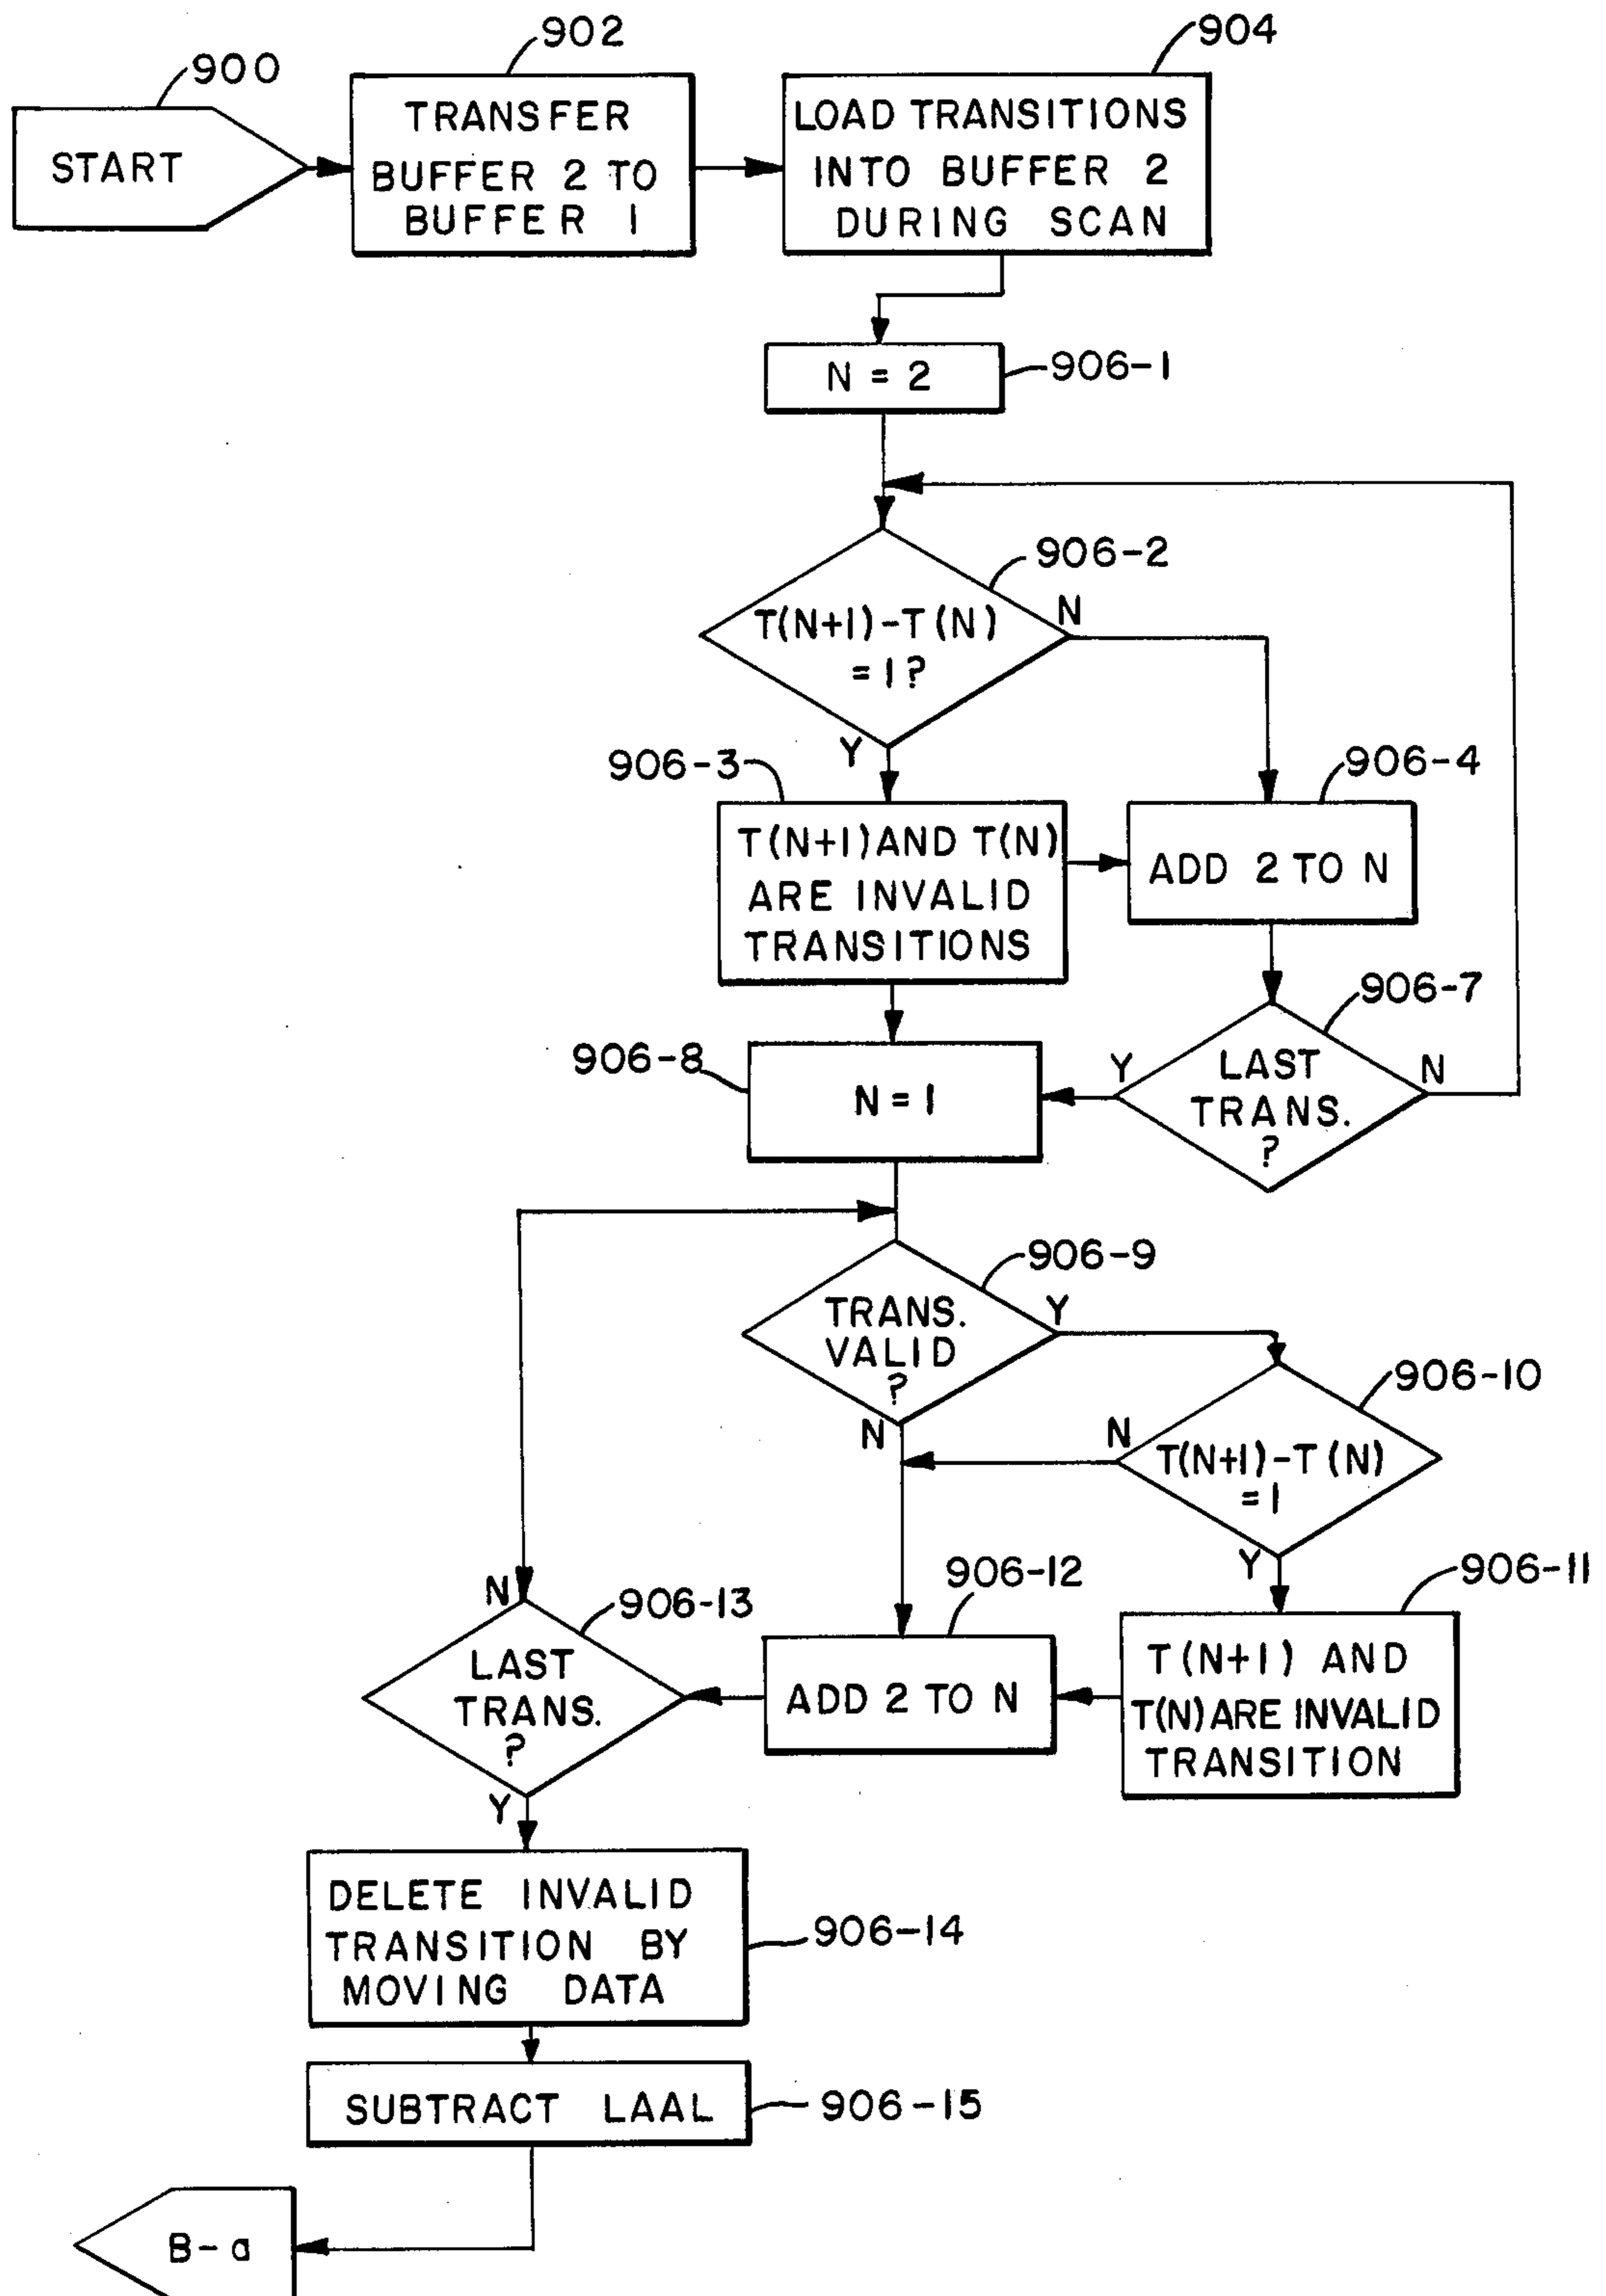 900
START
902
TRANSFER
BUFFER 2 TO
BUFFER 1
904
LOAD TRANSITIONS
INTO BUFFER 2
DURING SCAN
N = 2
906-1
906-2
T(N+1)-T(N)
=1?
N
Y
906-3
T(N+1) AND T(N)
ARE INVALID
TRANSITIONS
906-4
ADD 2 TO N
906-7
LAST
TRANS.
?
Y
N
906-8
N=1
906-9
TRANS.
VALID
?
Y
N
906-10
T(N+1)-T(N)
=1
N
Y
906-11
T(N+1) AND
T(N) ARE INVALID
TRANSITION
906-12
ADD 2 TO N
906-13
N
LAST
TRANS.
?
Y
DELETE INVALID
TRANSITION BY
MOVING DATA
906-14
SUBTRACT LAAL
906-15
B-a